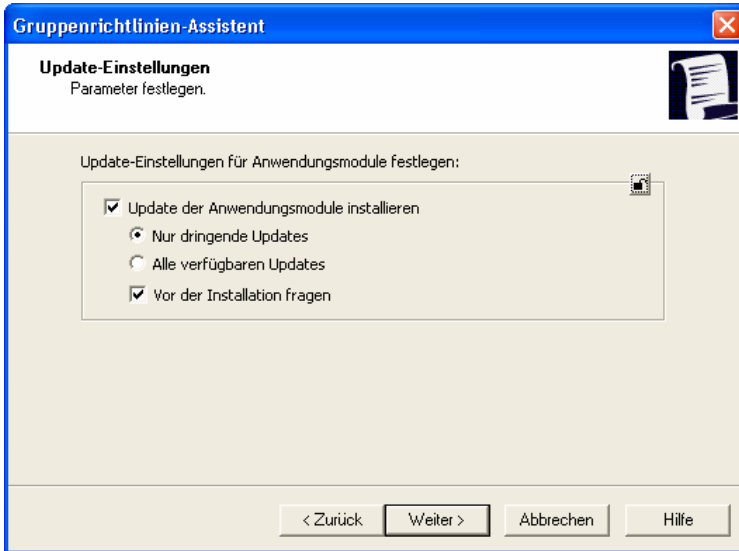 Gruppenrichtlinien-Assistent
Update-Einstellungen
Parameter festlegen.
Update-Einstellungen für Anwendungsmodule festlegen:
Update der Anwendungsmodule installieren
Nur dringende Updates
Alle verfügbaren Updates
Vor der Installation fragen
< Zurück Weiter > Abbrechen Hilfe